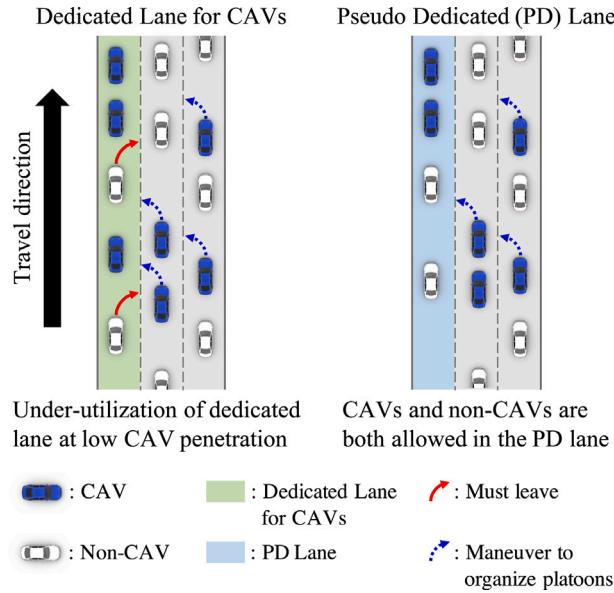 Dedicated Lane for CAVs
Pseudo Dedicated (PD) Lane
Travel direction
Under-utilization of dedicated
lane at low CAV penetration
CAVs and non-CAVs are
both allowed in the PD lane
: CAV
: Dedicated Lane
for CAVs
: Must leave
: Non-CAV
: PD Lane
: Maneuver to
organize platoons